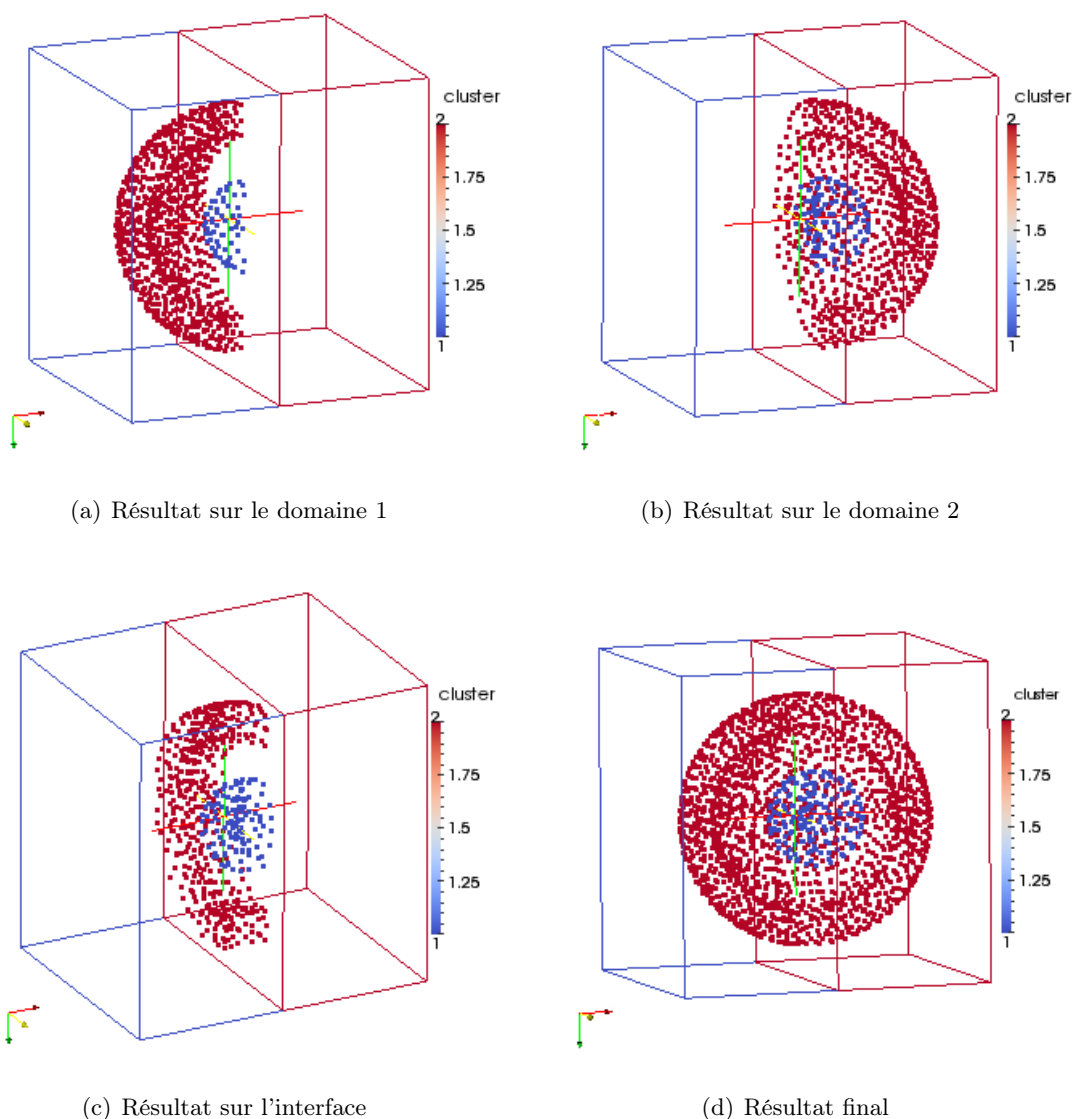 cluster
2
1.75
1.5
1.25
1
cluster
2
1.75
1.5
1.25
1
(a) Résultat sur le domaine 1
(b) Résultat sur le domaine 2
cluster
2
1.75
1.5
1.25
1
cluster
2
1.75
1.5
1.25
1
(c) Résultat sur l'interface
(d) Résultat final